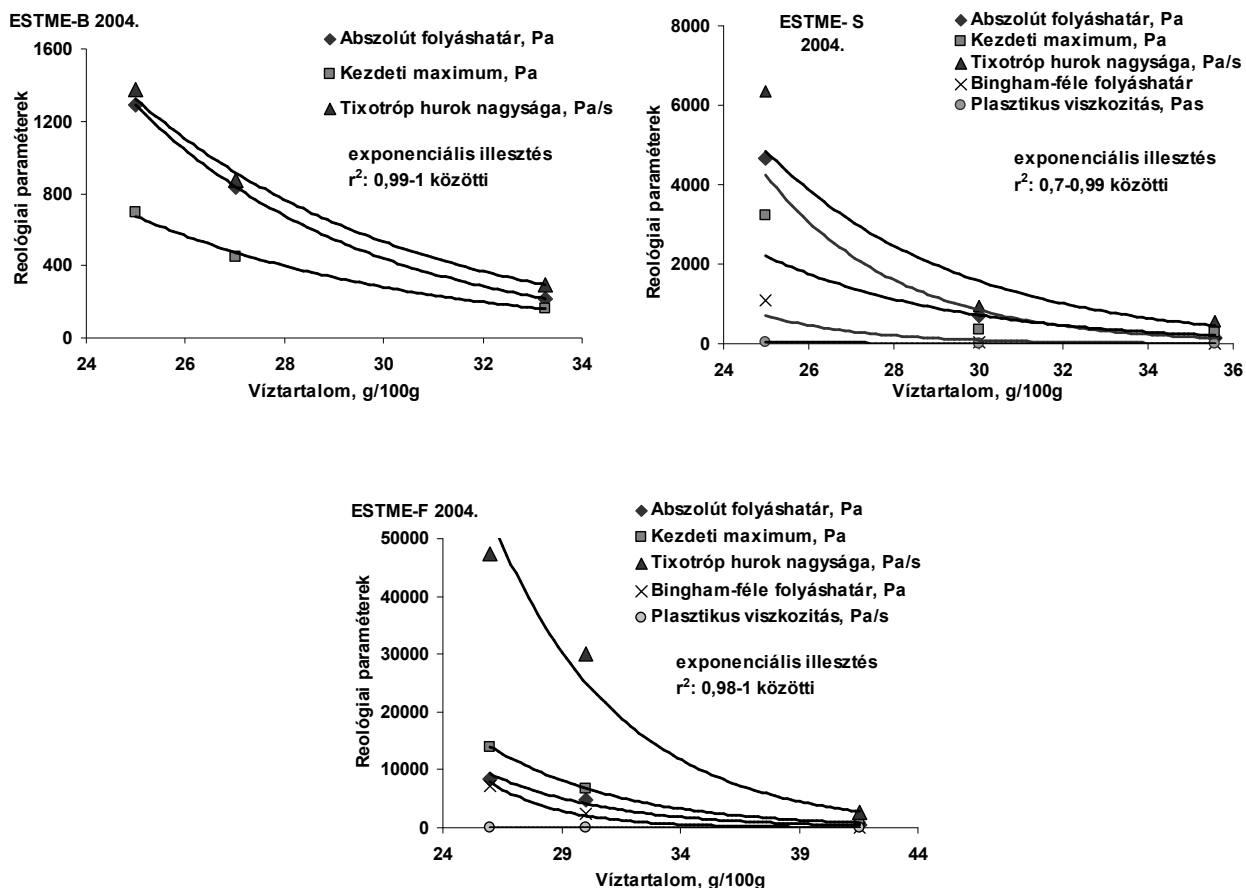 ESTME-B 2004.
Abszolút folyáshatár, Pa
Kezdeti maximum, Pa
Tixotróp hurok nagysága, Pa/s
exponenciális illesztés
r²: 0,99-1 közötti
Reológiai paraméterek
1600
1200
800
400
0
24 26 28 30 32 34
Víztartalom, g/100g
ESTME- S
2004.
Abszolút folyáshatár, Pa
Kezdeti maximum, Pa
Tixotróp hurok nagysága, Pa/s
Bingham-féle folyáshatár
Plasztikus viszkozitás, Pas
exponenciális illesztés
r²: 0,7-0,99 közötti
Reológiai paraméterek
8000
6000
4000
2000
0
24 26 28 30 32 34 36
Víztartalom, g/100g
ESTME-F 2004.
Abszolút folyáshatár, Pa
Kezdeti maximum, Pa
Tixotróp hurok nagysága, Pa/s
Bingham-féle folyáshatár, Pa
Plasztikus viszkozitás, Pa/s
exponenciális illesztés
r²: 0,98-1 közötti
Reológiai paraméterek
50000
40000
30000
20000
10000
0
24 29 34 39 44
Víztartalom, g/100g